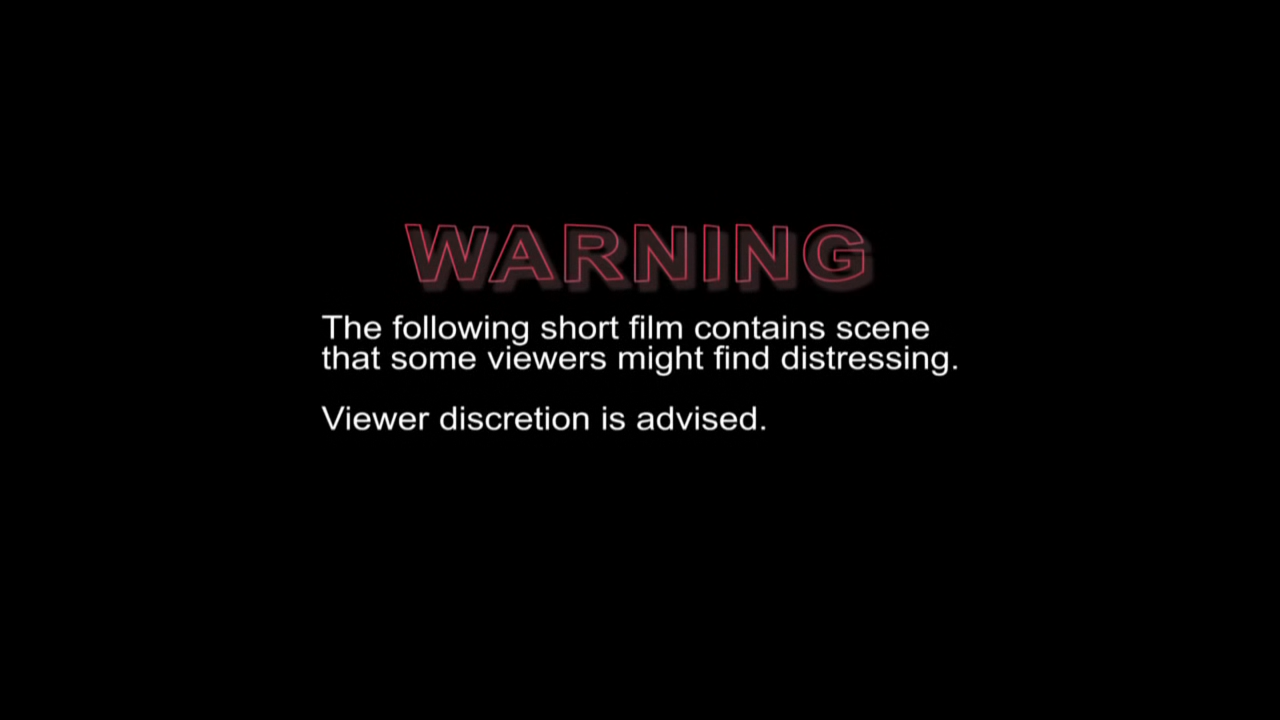 WARNING
The following short film contains scene
that some viewers might find distressing.
Viewer discretion is advised.